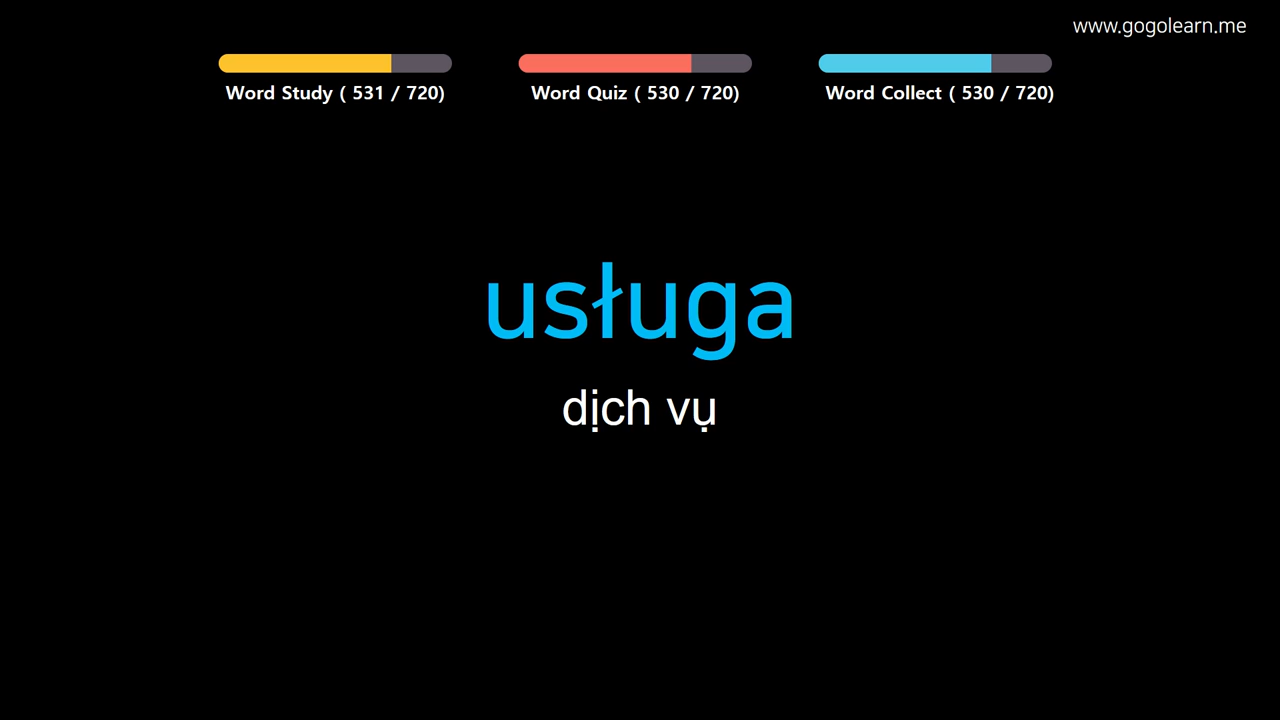 www.gogolearn.me
Word Study ( 531 / 720)
Word Quiz ( 530 / 720)
Word Collect ( 530 / 720)
usługa
dịch vụ